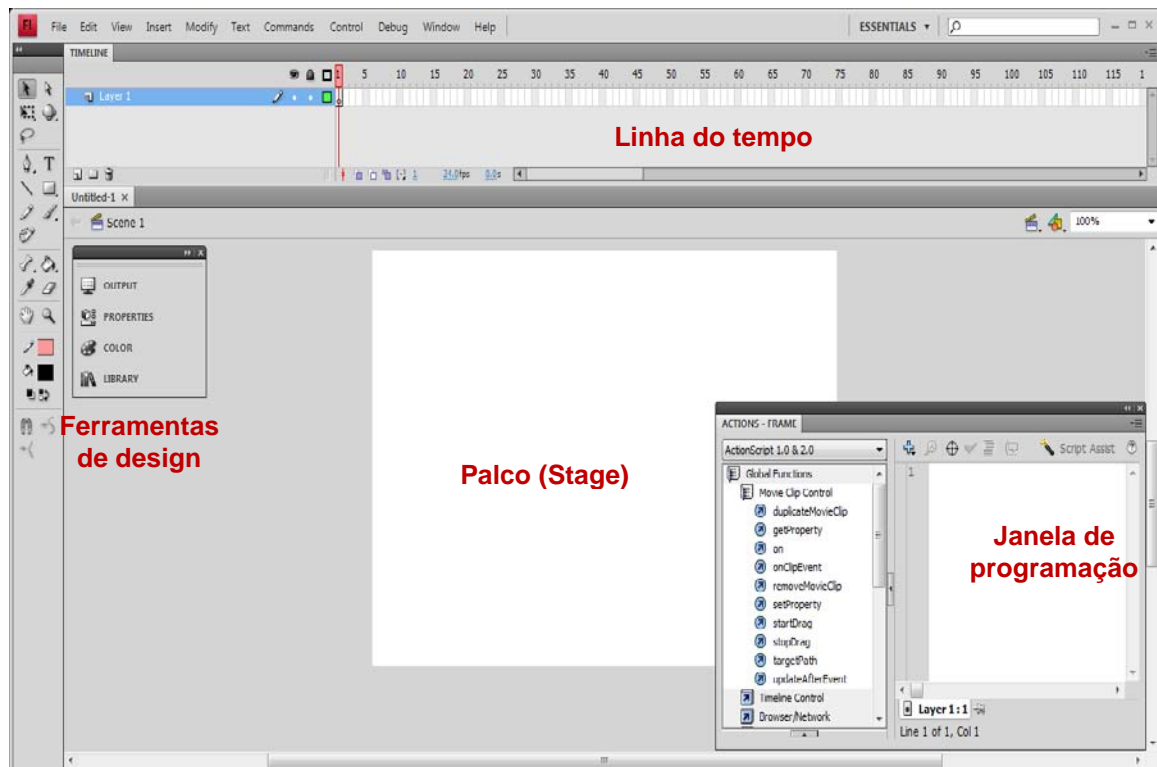 Fl File Edit View Insert Modify Text Commands Control Debug Window Help ESSENTIALS
TIMELINE
1 5 10 15 20 25 30 35 40 45 50 55 60 65 70 75 80 85 90 95 100 105 110 115 1
Layer 1
Linha do tempo
1 24.0fps 0.0s
Untitled-1 ×
Scene 1 100%
OUTPUT
PROPERTIES
COLOR
LIBRARY
Ferramentas
de design
Palco (Stage)
ACTIONS - FRAME
ActionScript 1.0 & 2.0 Script Assist
Global Functions 1
Movie Clip Control
duplicateMovieClip
getProperty
on
onClipEvent
removeMovieClip
setProperty
startDrag
stopDrag
targetPath
updateAfterEvent
Timeline Control
Browser/Network
Janela de
programação
Layer 1 : 1
Line 1 of 1, Col 1